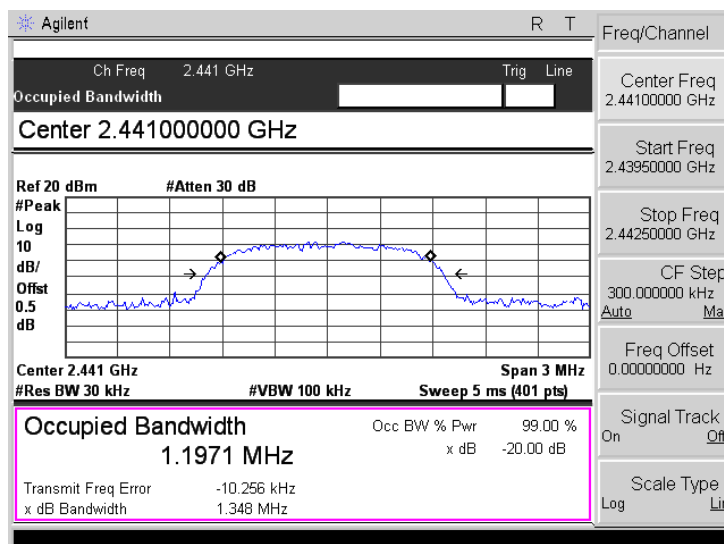 Agilent R T
Ch Freq 2.441 GHz Trig Line
Occupied Bandwidth
Center 2.441000000 GHz
Ref 20 dBm #Atten 30 dB
#Peak
Log
10
dB/
Offst
0.5
dB
Center 2.441 GHz Span 3 MHz
#Res BW 30 kHz #VBW 100 kHz Sweep 5 ms (401 pts)
Occupied Bandwidth Occ BW % Pwr 99.00 %
1.1971 MHz x dB -20.00 dB
Transmit Freq Error -10.256 kHz
x dB Bandwidth 1.348 MHz
Freq/Channel
Center Freq
2.44100000 GHz
Start Freq
2.43950000 GHz
Stop Freq
2.44250000 GHz
CF Step
300.000000 kHz
Auto Ma
Freq Offset
0.00000000 Hz
Signal Track
On Off
Scale Type
Log Li